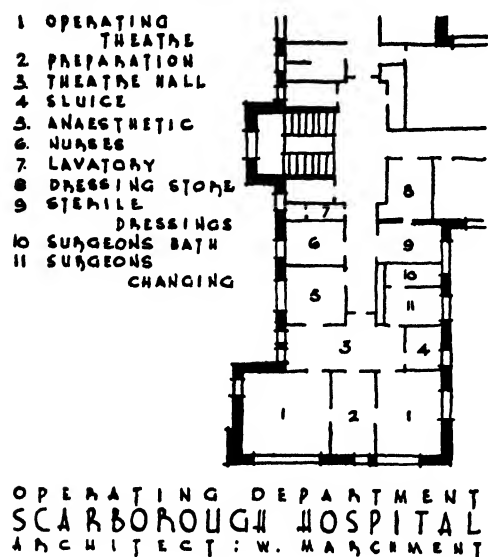 1 OPERATING
THEATRE
2 PREPARATION
3 THEATRE HALL
4 SLUICE
5. ANAESTHETIC
6. NURSES
7. LAVATORY
8 DRESSING STORE
9 STERILE
DRESSINGS
10 SURGEONS BATH
11 SURGEONS
CHANGING
8
7
6
9
10
5
11
3
4
1
2
1
OPERATING DEPARTMENT
SCARBOROUGH HOSPITAL
ARCHITECT: W. MARCHMENT